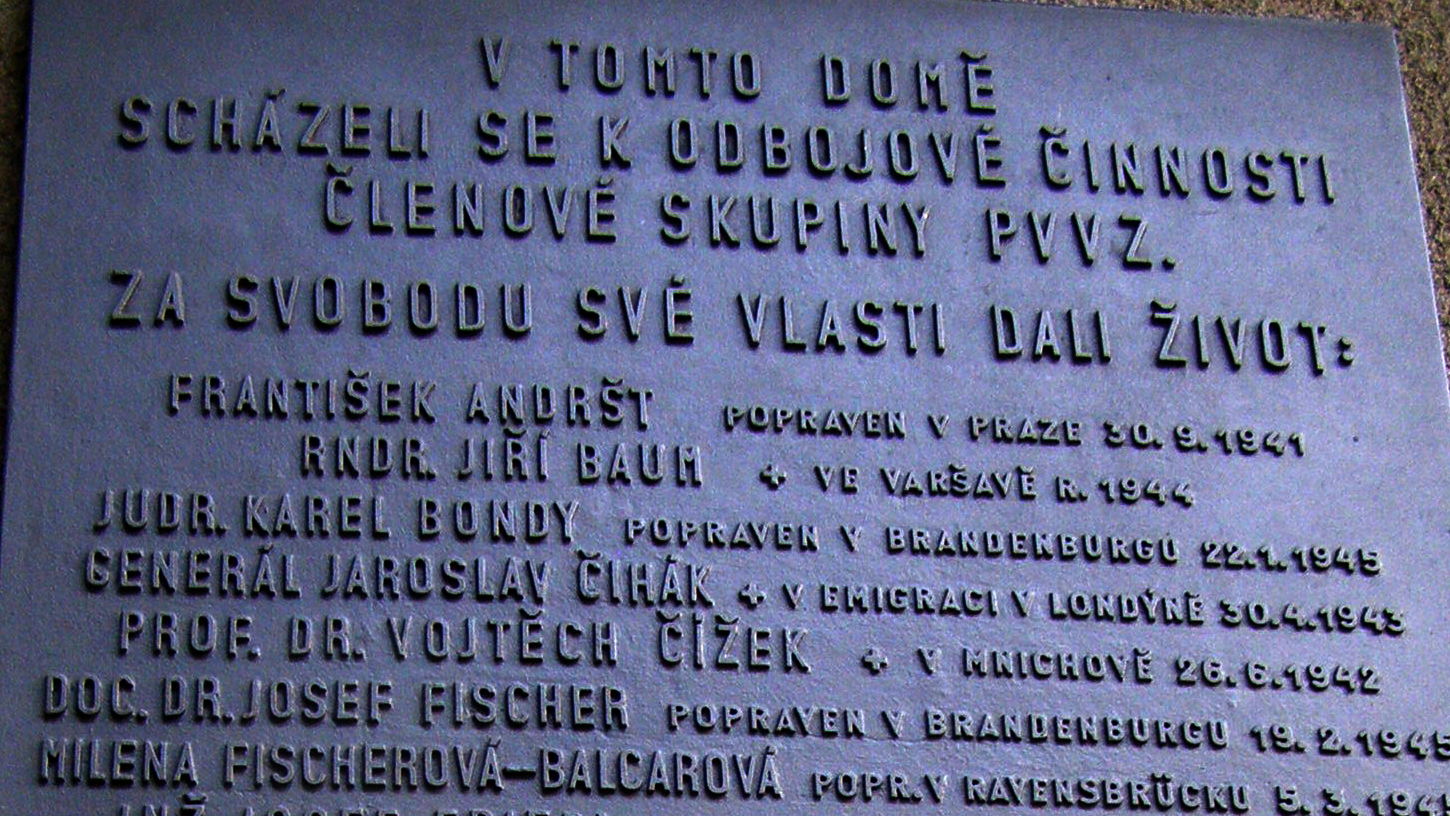 V TOMTO DOMĚ
SCHÁZELI SE K ODBOJOVÉ ČINNOSTI
ČLENOVÉ SKUPINY PVVZ.
ZA SVOBODU SVÉ VLASTI DALI ŽIVOT:
FRANTIŠEK ANDRŠT POPRAVEN V PRAZE 30.9.1941
RNDR. JIŘÍ BAUM + VE VARŠAVĚ R. 1944
JUDR. KAREL BONDY POPRAVEN V BRANDENBURGU 22.1.1945
GENERÁL JAROSLAV ČIHÁK + V EMIGRACI V LONDÝNĚ 30.4.1943
PROF. DR. VOJTĚCH ČÍŽEK + V MNICHOVĚ 26.6.1942
DOC. DR. JOSEF FISCHER POPRAVEN V BRANDENBURGU 19.2.1945
MILENA FISCHEROVÁ-BALCAROVÁ POPR. V RAVENSBRÜCKU 5.3.1945